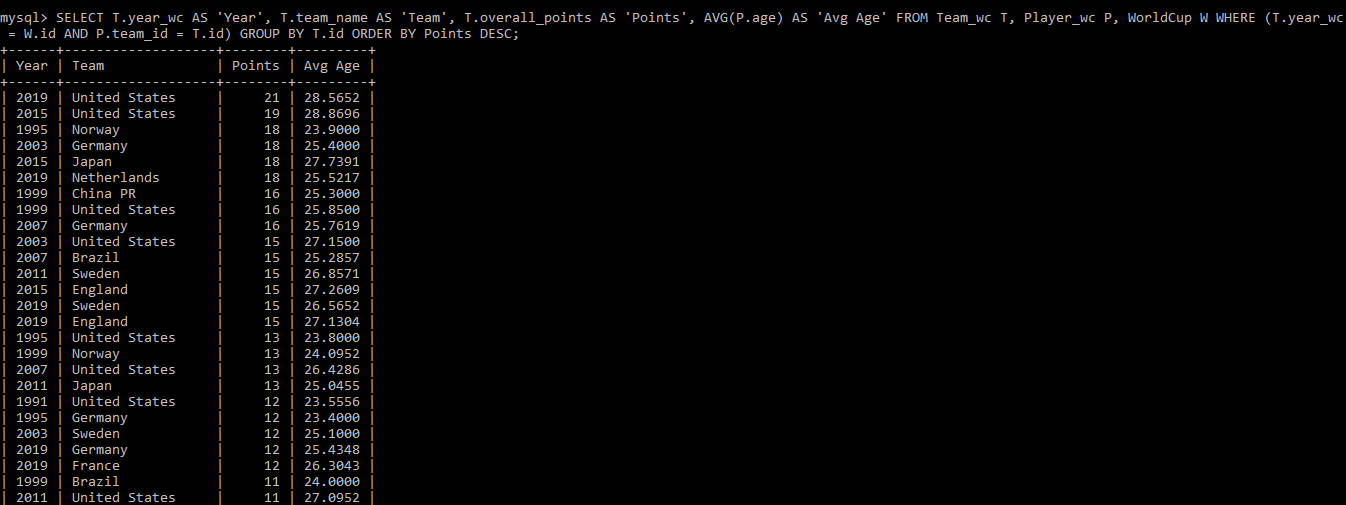 mysql> SELECT T.year_wc AS 'Year', T.team_name AS 'Team', T.overall_points AS 'Points', AVG(P.age) AS 'Avg Age' FROM Team_wc T, Player_wc P, WorldCup W WHERE (T.year_wc
 = W.id AND P.team_id = T.id) GROUP BY T.id ORDER BY Points DESC;
+------+------------------+--------+---------+
| Year | Team             | Points | Avg Age |
+------+------------------+--------+---------+
| 2019 | United States    |     21 | 28.5652 |
| 2015 | United States    |     19 | 28.8696 |
| 1995 | Norway           |     18 | 23.9000 |
| 2003 | Germany          |     18 | 25.4000 |
| 2015 | Japan            |     18 | 27.7391 |
| 2019 | Netherlands      |     18 | 25.5217 |
| 1999 | China PR         |     16 | 25.3000 |
| 1999 | United States    |     16 | 25.8500 |
| 2007 | Germany          |     16 | 25.7619 |
| 2003 | United States    |     15 | 27.1500 |
| 2007 | Brazil           |     15 | 25.2857 |
| 2011 | Sweden           |     15 | 26.8571 |
| 2015 | England          |     15 | 27.2609 |
| 2019 | Sweden           |     15 | 26.5652 |
| 2019 | England          |     15 | 27.1304 |
| 1995 | United States    |     13 | 23.8000 |
| 1999 | Norway           |     13 | 24.0952 |
| 2007 | United States    |     13 | 26.4286 |
| 2011 | Japan            |     13 | 25.0455 |
| 1991 | United States    |     12 | 23.5556 |
| 1995 | Germany          |     12 | 23.4000 |
| 2003 | Sweden           |     12 | 25.1000 |
| 2019 | Germany          |     12 | 25.4348 |
| 2019 | France           |     12 | 26.3043 |
| 1999 | Brazil           |     11 | 24.0000 |
| 2011 | United States    |     11 | 27.0952 |